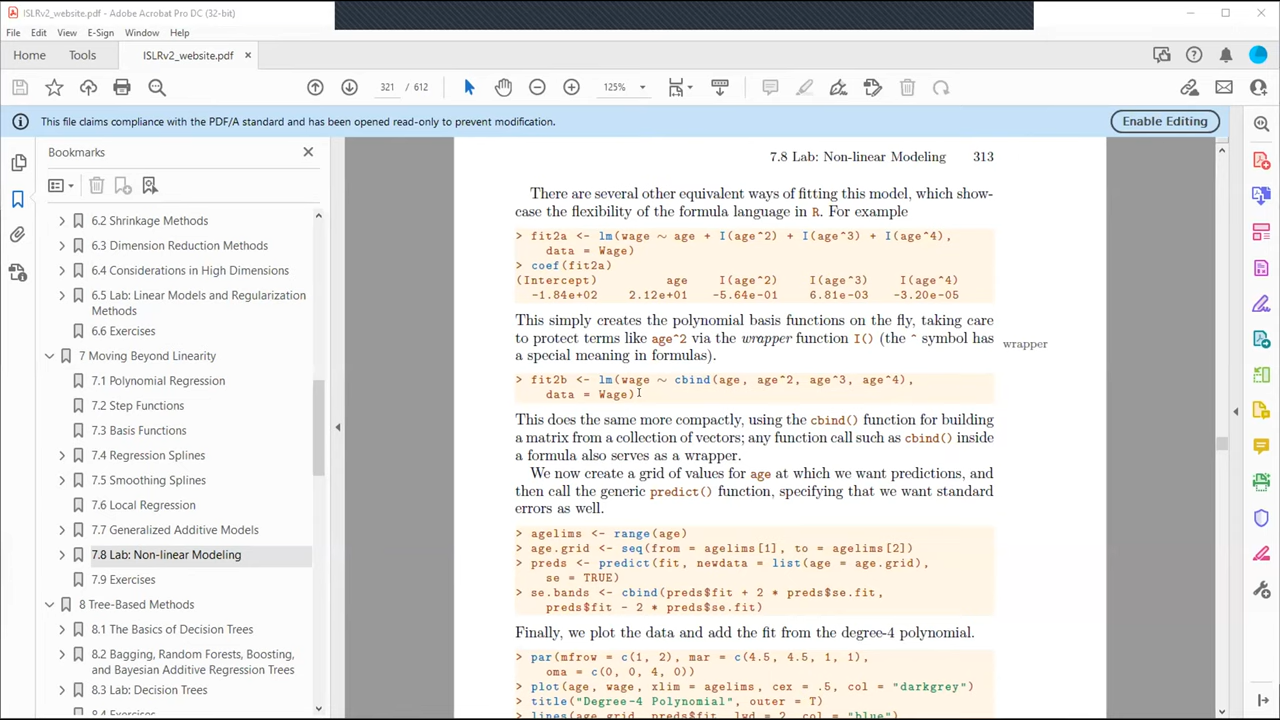 ISLRv2_website.pdf - Adobe Acrobat Pro DC (32-bit)
File Edit View E-Sign Window Help
Home Tools ISLRv2_website.pdf ×
321 / 612 125%
This file claims compliance with the PDF/A standard and has been opened read-only to prevent modification. Enable Editing
Bookmarks
6.2 Shrinkage Methods
6.3 Dimension Reduction Methods
6.4 Considerations in High Dimensions
6.5 Lab: Linear Models and Regularization
Methods
6.6 Exercises
7 Moving Beyond Linearity
7.1 Polynomial Regression
7.2 Step Functions
7.3 Basis Functions
7.4 Regression Splines
7.5 Smoothing Splines
7.6 Local Regression
7.7 Generalized Additive Models
7.8 Lab: Non-linear Modeling
7.9 Exercises
8 Tree-Based Methods
8.1 The Basics of Decision Trees
8.2 Bagging, Random Forests, Boosting,
and Bayesian Additive Regression Trees
8.3 Lab: Decision Trees
8.4 Exercises
7.8 Lab: Non-linear Modeling 313
There are several other equivalent ways of fitting this model, which show-
case the flexibility of the formula language in R. For example
> fit2a <- lm(wage ~ age + I(age^2) + I(age^3) + I(age^4),
data = Wage)
> coef(fit2a)
(Intercept) age I(age^2) I(age^3) I(age^4)
-1.84e+02 2.12e+01 -5.64e-01 6.81e-03 -3.20e-05
This simply creates the polynomial basis functions on the fly, taking care
to protect terms like age^2 via the wrapper function I() (the ^ symbol has
a special meaning in formulas).
wrapper
> fit2b <- lm(wage ~ cbind(age, age^2, age^3, age^4),
data = Wage)
This does the same more compactly, using the cbind() function for building
a matrix from a collection of vectors; any function call such as cbind() inside
a formula also serves as a wrapper.
We now create a grid of values for age at which we want predictions, and
then call the generic predict() function, specifying that we want standard
errors as well.
> agelims <- range(age)
> age.grid <- seq(from = agelims[1], to = agelims[2])
> preds <- predict(fit, newdata = list(age = age.grid),
se = TRUE)
> se.bands <- cbind(preds$fit + 2 * preds$se.fit,
preds$fit - 2 * preds$se.fit)
Finally, we plot the data and add the fit from the degree-4 polynomial.
> par(mfrow = c(1, 2), mar = c(4.5, 4.5, 1, 1),
oma = c(0, 0, 4, 0))
> plot(age, wage, xlim = agelims, cex = .5, col = "darkgrey")
> title("Degree-4 Polynomial", outer = T)
> lines(age.grid, preds$fit, lwd = 2, col = "blue")